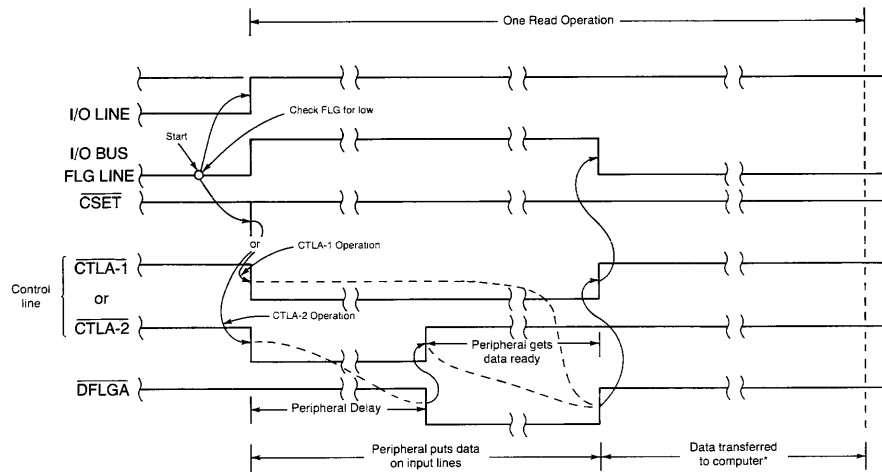 One Read Operation
I/O LINE
Check FLG for low
Start
I/O BUS
FLG LINE
CSET
or
CTLA-1 Operation
CTLA-1
Control
line
or
CTLA-2 Operation
CTLA-2
Peripheral gets
data ready
DFLGA
Peripheral Delay
Peripheral puts data
on input lines
Data transferred
to computer*